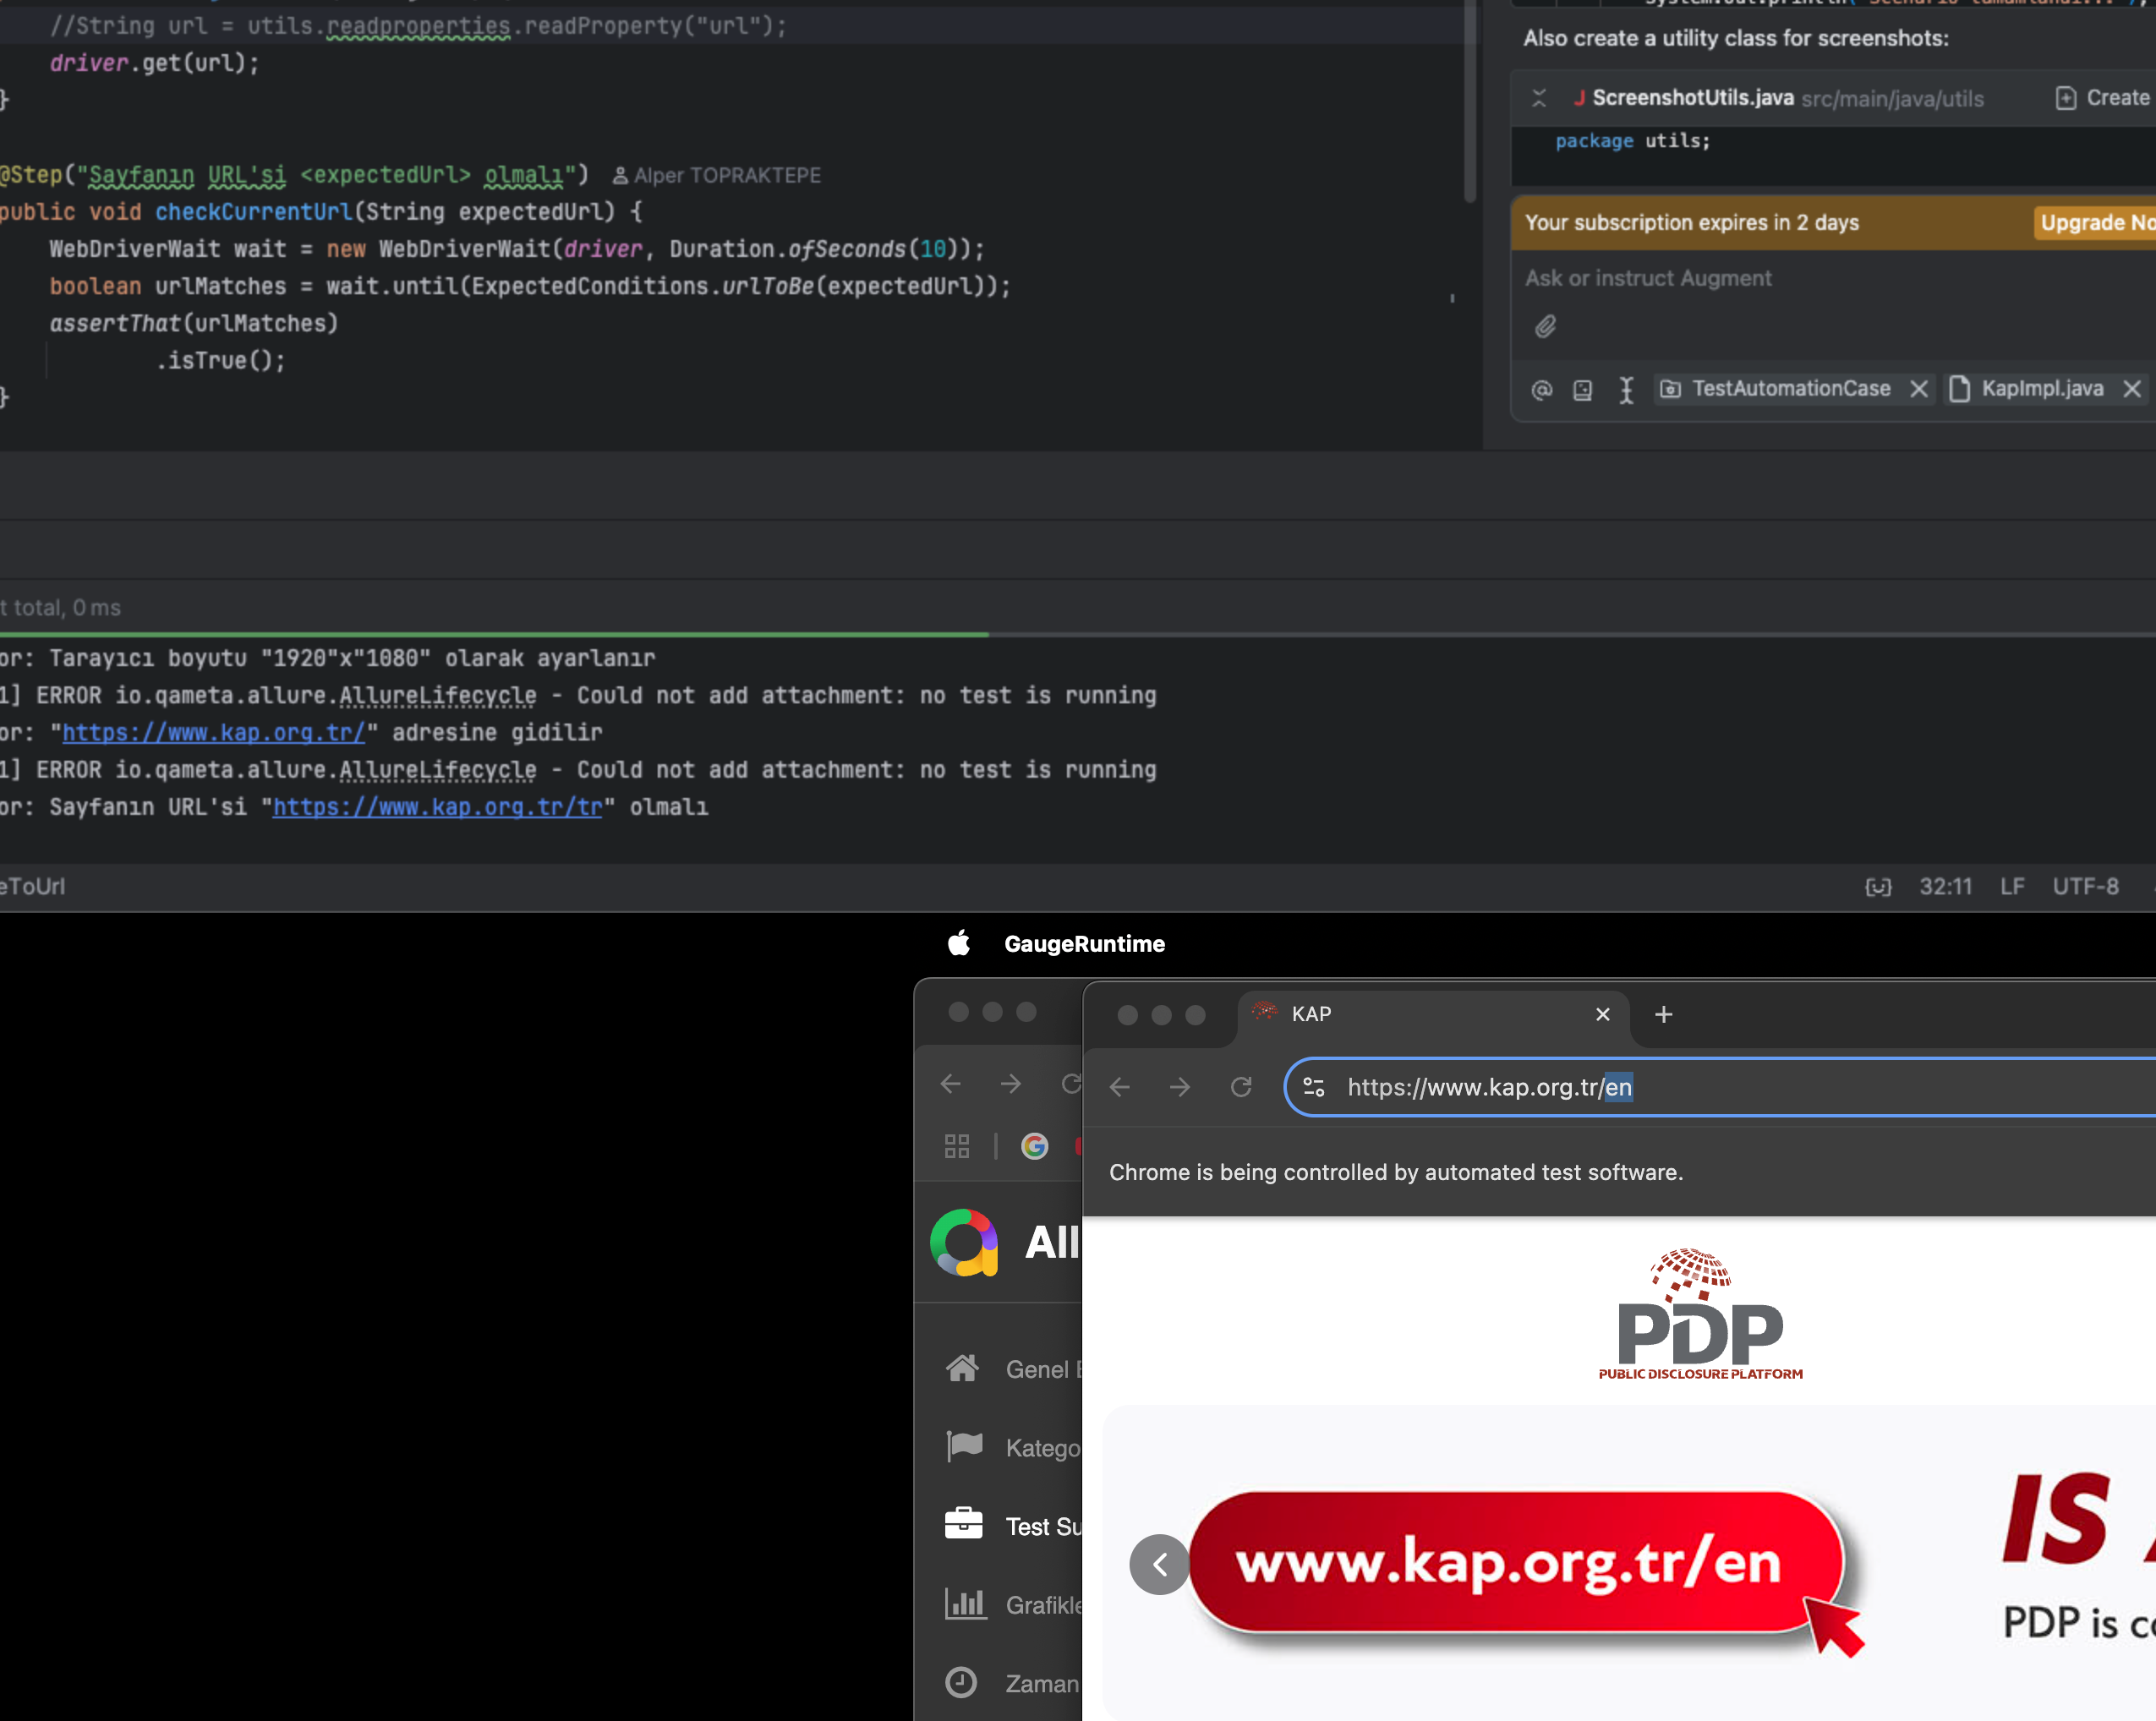 //String url = utils.readproperties.readProperty("url");
driver.get(url);
}
@Step("Sayfanın URL'si <expectedUrl> olmalı") Alper TOPRAKTEPE
public void checkCurrentUrl(String expectedUrl) {
WebDriverWait wait = new WebDriverWait(driver, Duration.ofSeconds(10));
boolean urlMatches = wait.until(ExpectedConditions.urlToBe(expectedUrl));
assertThat(urlMatches)
.isTrue();
}
Also create a utility class for screenshots:
J ScreenshotUtils.java src/main/java/utils Create
package utils;
Your subscription expires in 2 days Upgrade No
Ask or instruct Augment
@ TestAutomationCase KapImpl.java
t total, 0 ms
or: Tarayıcı boyutu "1920"x"1080" olarak ayarlanır
1] ERROR io.qameta.allure.AllureLifecycle - Could not add attachment: no test is running
or: "https://www.kap.org.tr/" adresine gidilir
1] ERROR io.qameta.allure.AllureLifecycle - Could not add attachment: no test is running
or: Sayfanın URL'si "https://www.kap.org.tr/tr" olmalı
eToUrl 32:11 LF UTF-8
GaugeRuntime
KAP
https://www.kap.org.tr/en
Chrome is being controlled by automated test software.
All
Genel
Katego
Test Su
Grafikle
Zaman
PDP
PUBLIC DISCLOSURE PLATFORM
www.kap.org.tr/en
IS
PDP is co